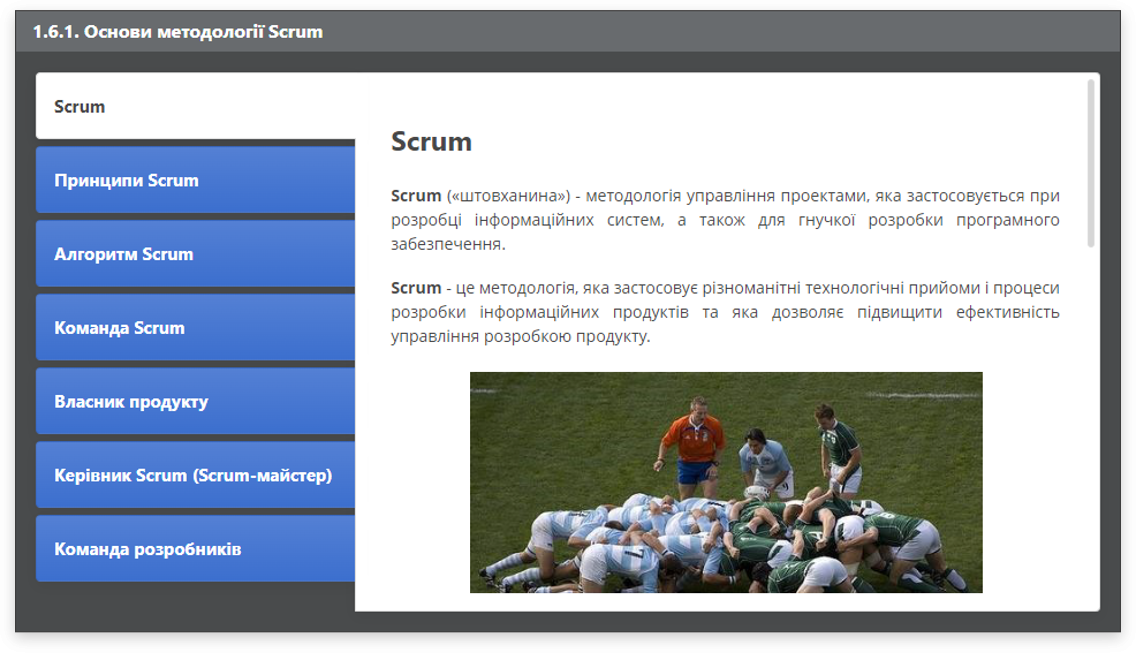 1.6.1. Основи методології Scrum
Scrum
Принципи Scrum
Алгоритм Scrum
Команда Scrum
Власник продукту
Керівник Scrum (Scrum-майстер)
Команда розробників
Scrum
Scrum («штовханина») - методологія управління проектами, яка застосовується при
розробці інформаційних систем, а також для гнучкої розробки програмного
забезпечення.
Scrum - це методологія, яка застосовує різноманітні технологічні прийоми і процеси
розробки інформаційних продуктів та яка дозволяє підвищити ефективність
управління розробкою продукту.